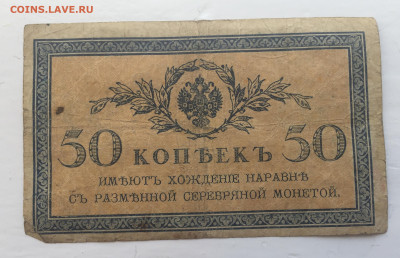 COINS.LAVE.RU
50 КОПѢЕКЪ 50
ИМѢЮТЪ ХОЖДЕНІЕ НАРАВНѢ
СЪ РАЗМѢННОЙ СЕРЕБРЯНОЙ МОНЕТОЙ.